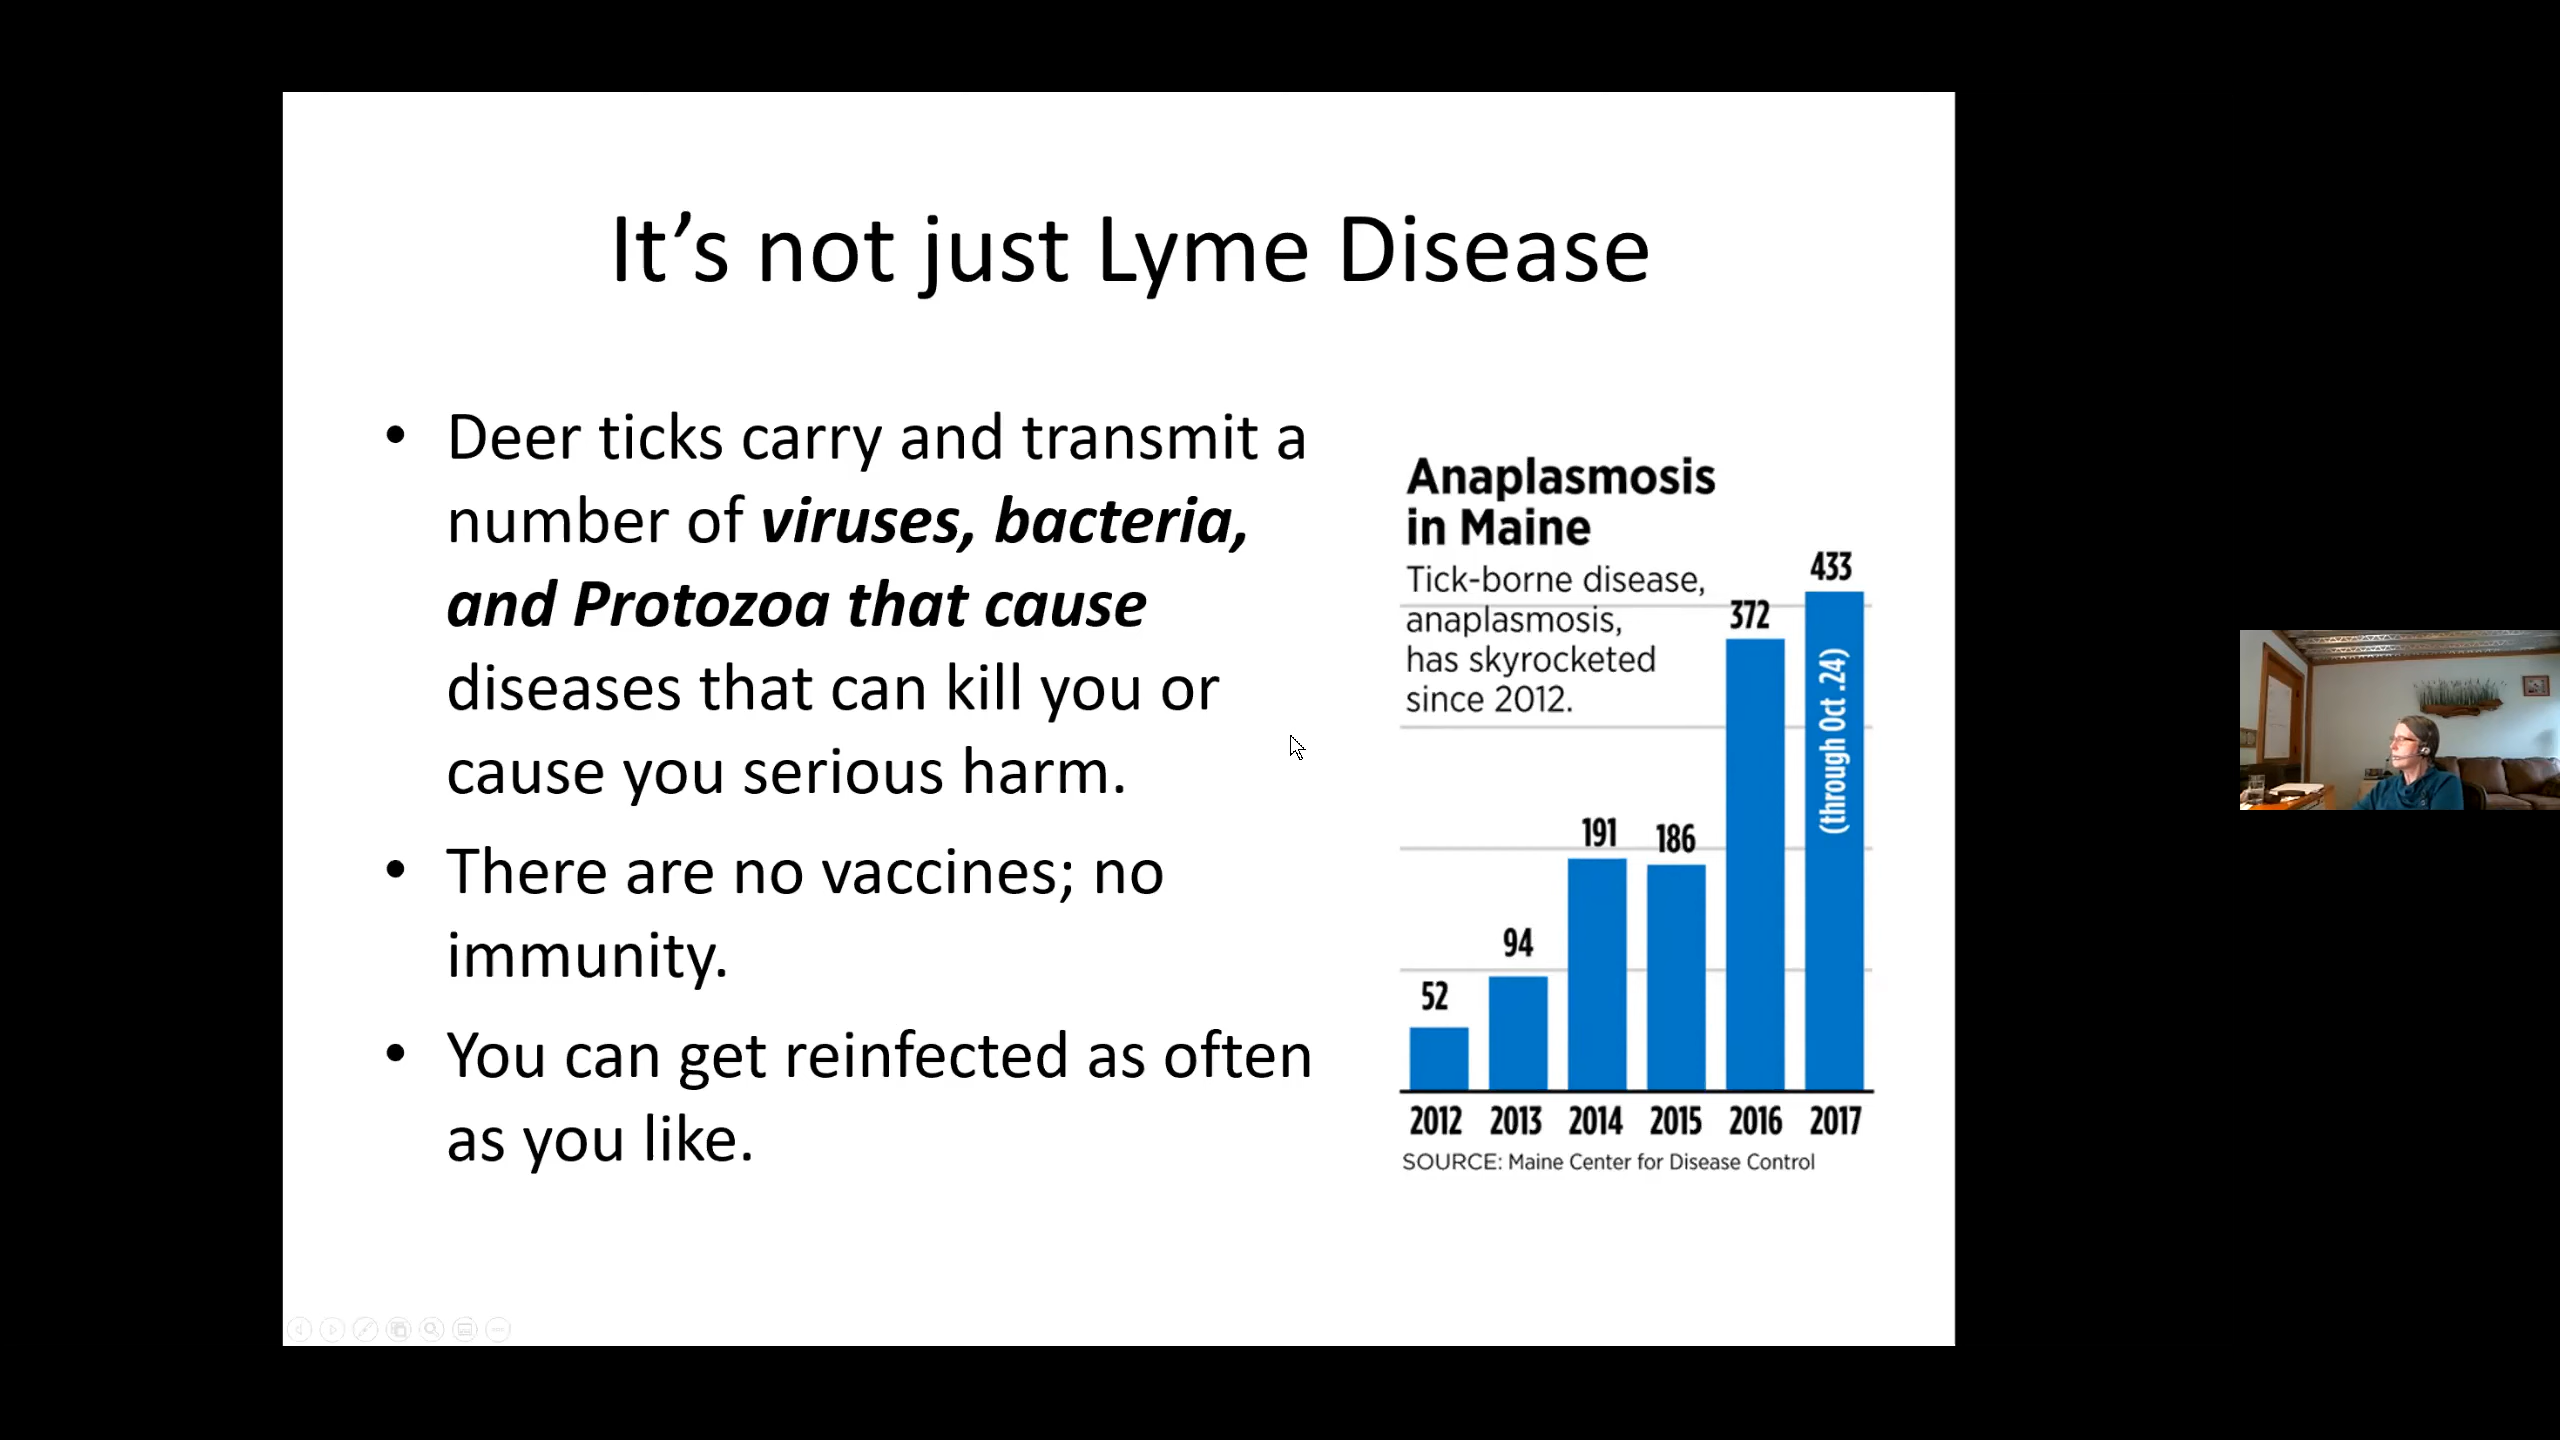 It’s not just Lyme Disease
• Deer ticks carry and transmit a
number of viruses, bacteria,
and Protozoa that cause
diseases that can kill you or
cause you serious harm.
• There are no vaccines; no
immunity.
• You can get reinfected as often
as you like.
Anaplasmosis
in Maine
Tick-borne disease,
anaplasmosis,
has skyrocketed
since 2012.
52
94
191
186
372
433
(through Oct .24)
2012 2013 2014 2015 2016 2017
SOURCE: Maine Center for Disease Control